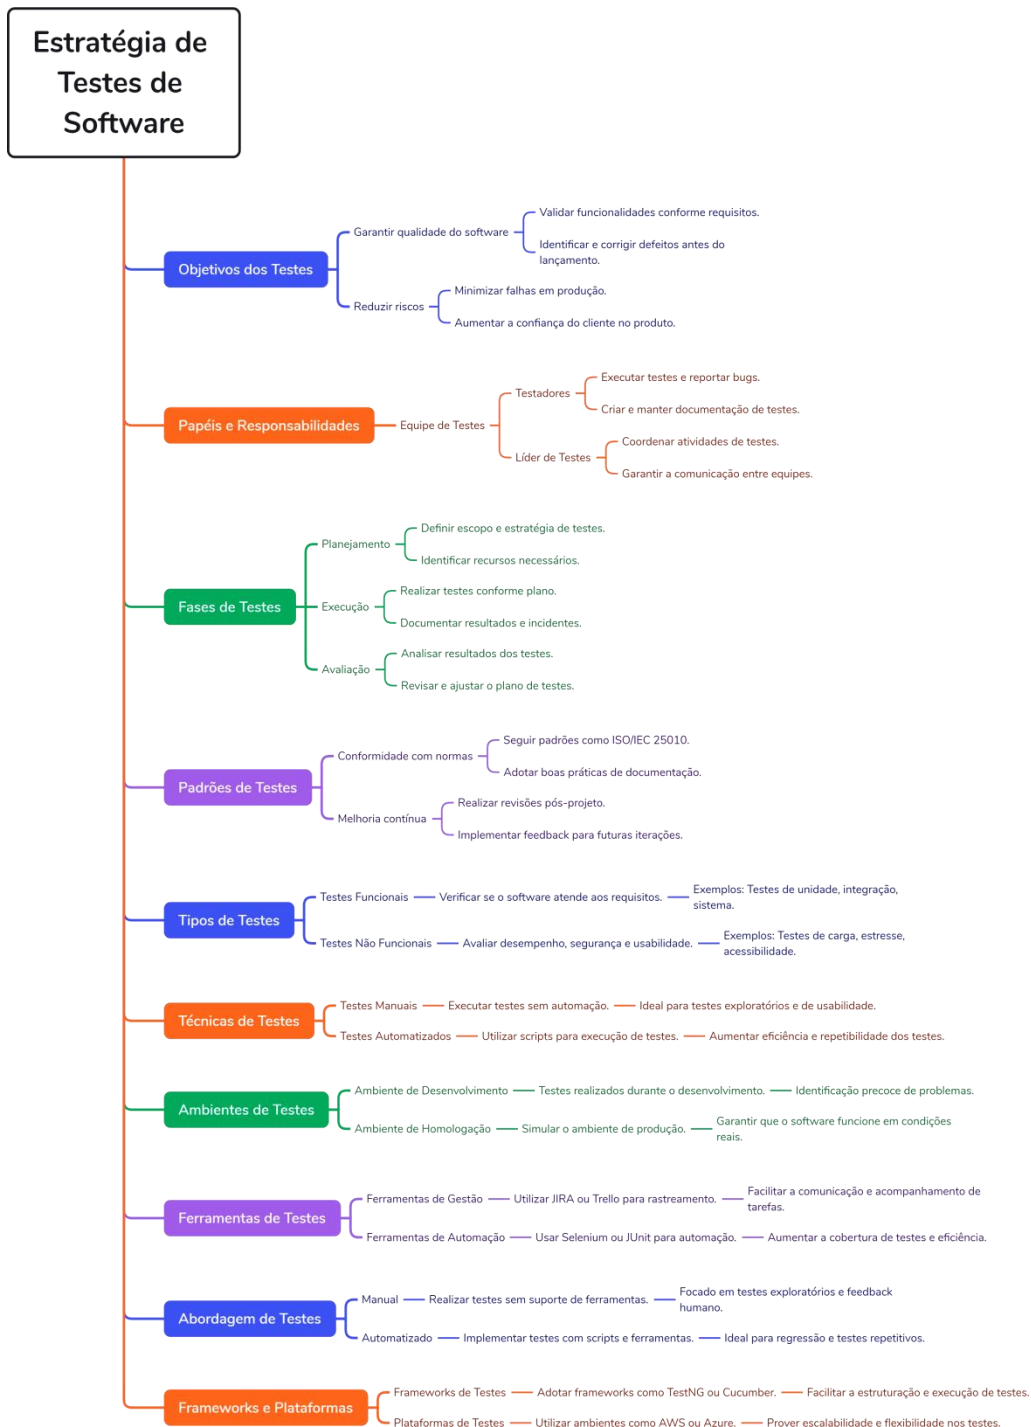 Estratégia de
Testes de
Software
Objetivos dos Testes
Garantir qualidade do software
Validar funcionalidades conforme requisitos.
Identificar e corrigir defeitos antes do
lançamento.
Reduzir riscos
Minimizar falhas em produção.
Aumentar a confiança do cliente no produto.
Papéis e Responsabilidades
Equipe de Testes
Testadores
Executar testes e reportar bugs.
Criar e manter documentação de testes.
Líder de Testes
Coordenar atividades de testes.
Garantir a comunicação entre equipes.
Fases de Testes
Planejamento
Definir escopo e estratégia de testes.
Identificar recursos necessários.
Execução
Realizar testes conforme plano.
Documentar resultados e incidentes.
Avaliação
Analisar resultados dos testes.
Revisar e ajustar o plano de testes.
Padrões de Testes
Conformidade com normas
Seguir padrões como ISO/IEC 25010.
Adotar boas práticas de documentação.
Melhoria contínua
Realizar revisões pós-projeto.
Implementar feedback para futuras iterações.
Tipos de Testes
Testes Funcionais
Verificar se o software atende aos requisitos.
Exemplos: Testes de unidade, integração,
sistema.
Testes Não Funcionais
Avaliar desempenho, segurança e usabilidade.
Exemplos: Testes de carga, estresse,
acessibilidade.
Técnicas de Testes
Testes Manuais
Executar testes sem automação.
Ideal para testes exploratórios e de usabilidade.
Testes Automatizados
Utilizar scripts para execução de testes.
Aumentar eficiência e repetibilidade dos testes.
Ambientes de Testes
Ambiente de Desenvolvimento
Testes realizados durante o desenvolvimento.
Identificação precoce de problemas.
Ambiente de Homologação
Simular o ambiente de produção.
Garantir que o software funcione em condições
reais.
Ferramentas de Testes
Ferramentas de Gestão
Utilizar JIRA ou Trello para rastreamento.
Facilitar a comunicação e acompanhamento de
tarefas.
Ferramentas de Automação
Usar Selenium ou JUnit para automação.
Aumentar a cobertura de testes e eficiência.
Abordagem de Testes
Manual
Realizar testes sem suporte de ferramentas.
Focado em testes exploratórios e feedback
humano.
Automatizado
Implementar testes com scripts e ferramentas.
Ideal para regressão e testes repetitivos.
Frameworks e Plataformas
Frameworks de Testes
Adotar frameworks como TestNG ou Cucumber.
Facilitar a estruturação e execução de testes.
Plataformas de Testes
Utilizar ambientes como AWS ou Azure.
Prover escalabilidade e flexibilidade nos testes.